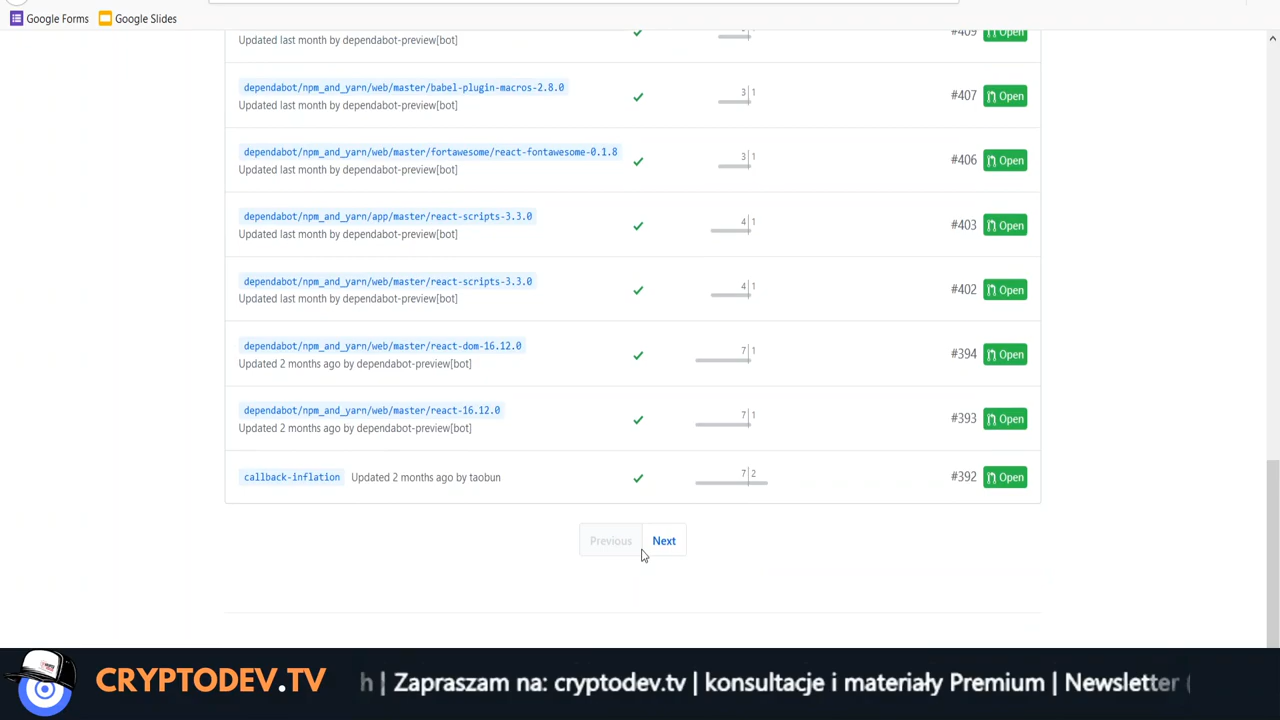 Google Forms Google Slides
#409 Open
Updated last month by dependabot-preview[bot]
dependabot/npm_and_yarn/web/master/babel-plugin-macros-2.8.0
Updated last month by dependabot-preview[bot]
3 1
#407 Open
dependabot/npm_and_yarn/web/master/fortawesome/react-fontawesome-0.1.8
Updated last month by dependabot-preview[bot]
3 1
#406 Open
dependabot/npm_and_yarn/app/master/react-scripts-3.3.0
Updated last month by dependabot-preview[bot]
4 1
#403 Open
dependabot/npm_and_yarn/web/master/react-scripts-3.3.0
Updated last month by dependabot-preview[bot]
4 1
#402 Open
dependabot/npm_and_yarn/web/master/react-dom-16.12.0
Updated 2 months ago by dependabot-preview[bot]
7 1
#394 Open
dependabot/npm_and_yarn/web/master/react-16.12.0
Updated 2 months ago by dependabot-preview[bot]
7 1
#393 Open
callback-inflation Updated 2 months ago by taobun
7 2
#392 Open
Previous Next
CRYPTODEV.TV
h | Zapraszam na: cryptodev.tv | konsultacje i materiały Premium | Newsletter (